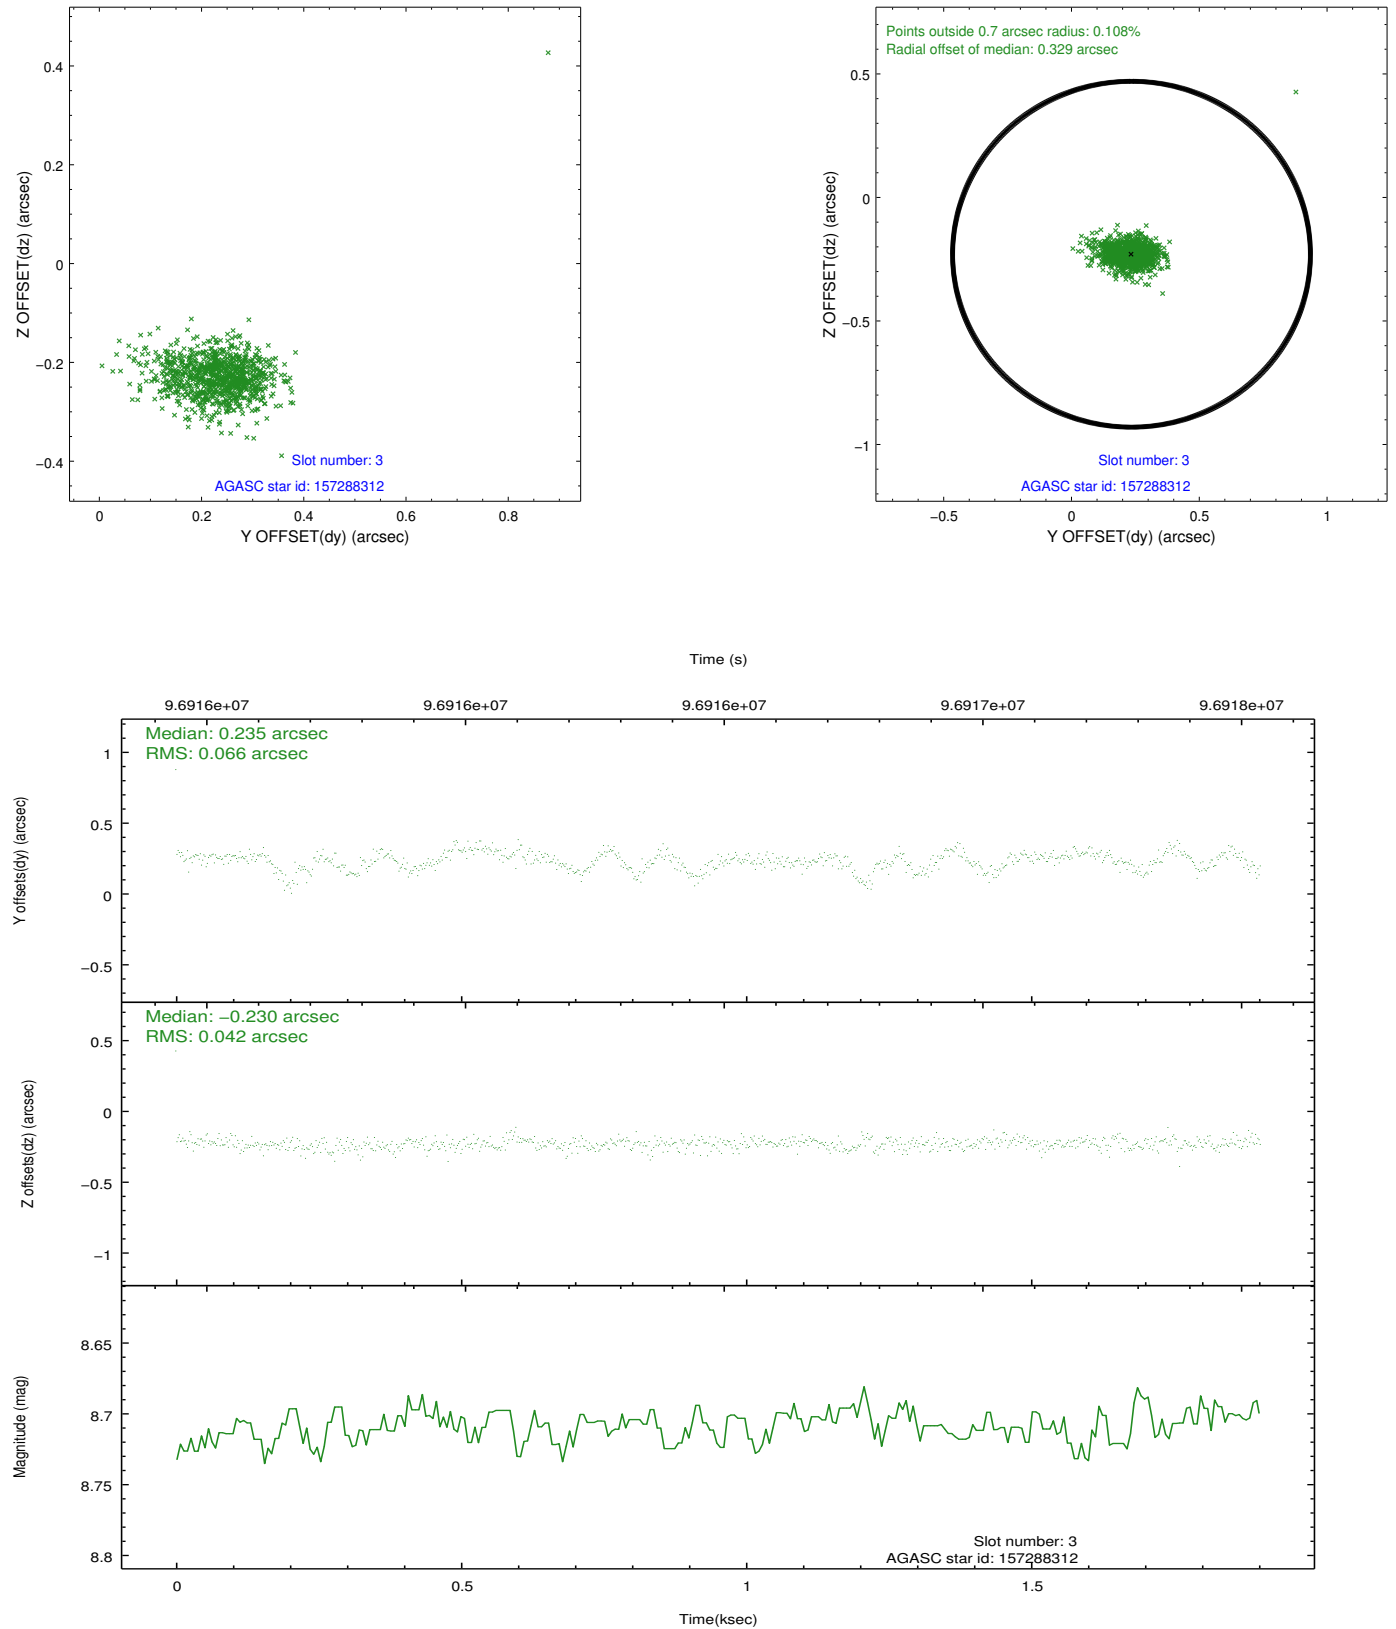 0.4
0.2
0
−0.2
−0.4
Z OFFSET(dz) (arcsec)
Slot number: 3
AGASC star id: 157288312
0 0.2 0.4 0.6 0.8
Y OFFSET(dy) (arcsec)
Points outside 0.7 arcsec radius: 0.108%
Radial offset of median: 0.329 arcsec
0.5
0
−0.5
−1
Z OFFSET(dz) (arcsec)
Slot number: 3
AGASC star id: 157288312
−0.5 0 0.5 1
Y OFFSET(dy) (arcsec)
Time (s)
9.6916e+07 9.6916e+07 9.6916e+07 9.6917e+07 9.6918e+07
Median: 0.235 arcsec
RMS: 0.066 arcsec
1
0.5
0
−0.5
Y offsets(dy) (arcsec)
Median: −0.230 arcsec
RMS: 0.042 arcsec
0.5
0
−0.5
−1
Z offsets(dz) (arcsec)
8.65
8.7
8.75
8.8
Magnitude (mag)
Slot number: 3
AGASC star id: 157288312
0 0.5 1 1.5
Time(ksec)